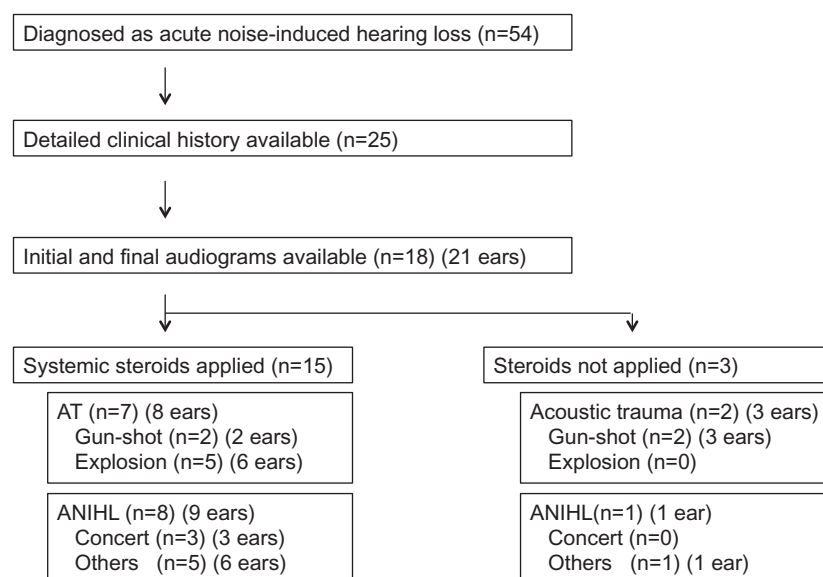 Diagnosed as acute noise-induced hearing loss (n=54)
Detailed clinical history available (n=25)
Initial and final audiograms available (n=18) (21 ears)
Systemic steroids applied (n=15)
AT (n=7) (8 ears)
Gun-shot (n=2) (2 ears)
Explosion (n=5) (6 ears)
ANIHL (n=8) (9 ears)
Concert (n=3) (3 ears)
Others (n=5) (6 ears)
Steroids not applied (n=3)
Acoustic trauma (n=2) (3 ears)
Gun-shot (n=2) (3 ears)
Explosion (n=0)
ANIHL(n=1) (1 ear)
Concert (n=0)
Others (n=1) (1 ear)